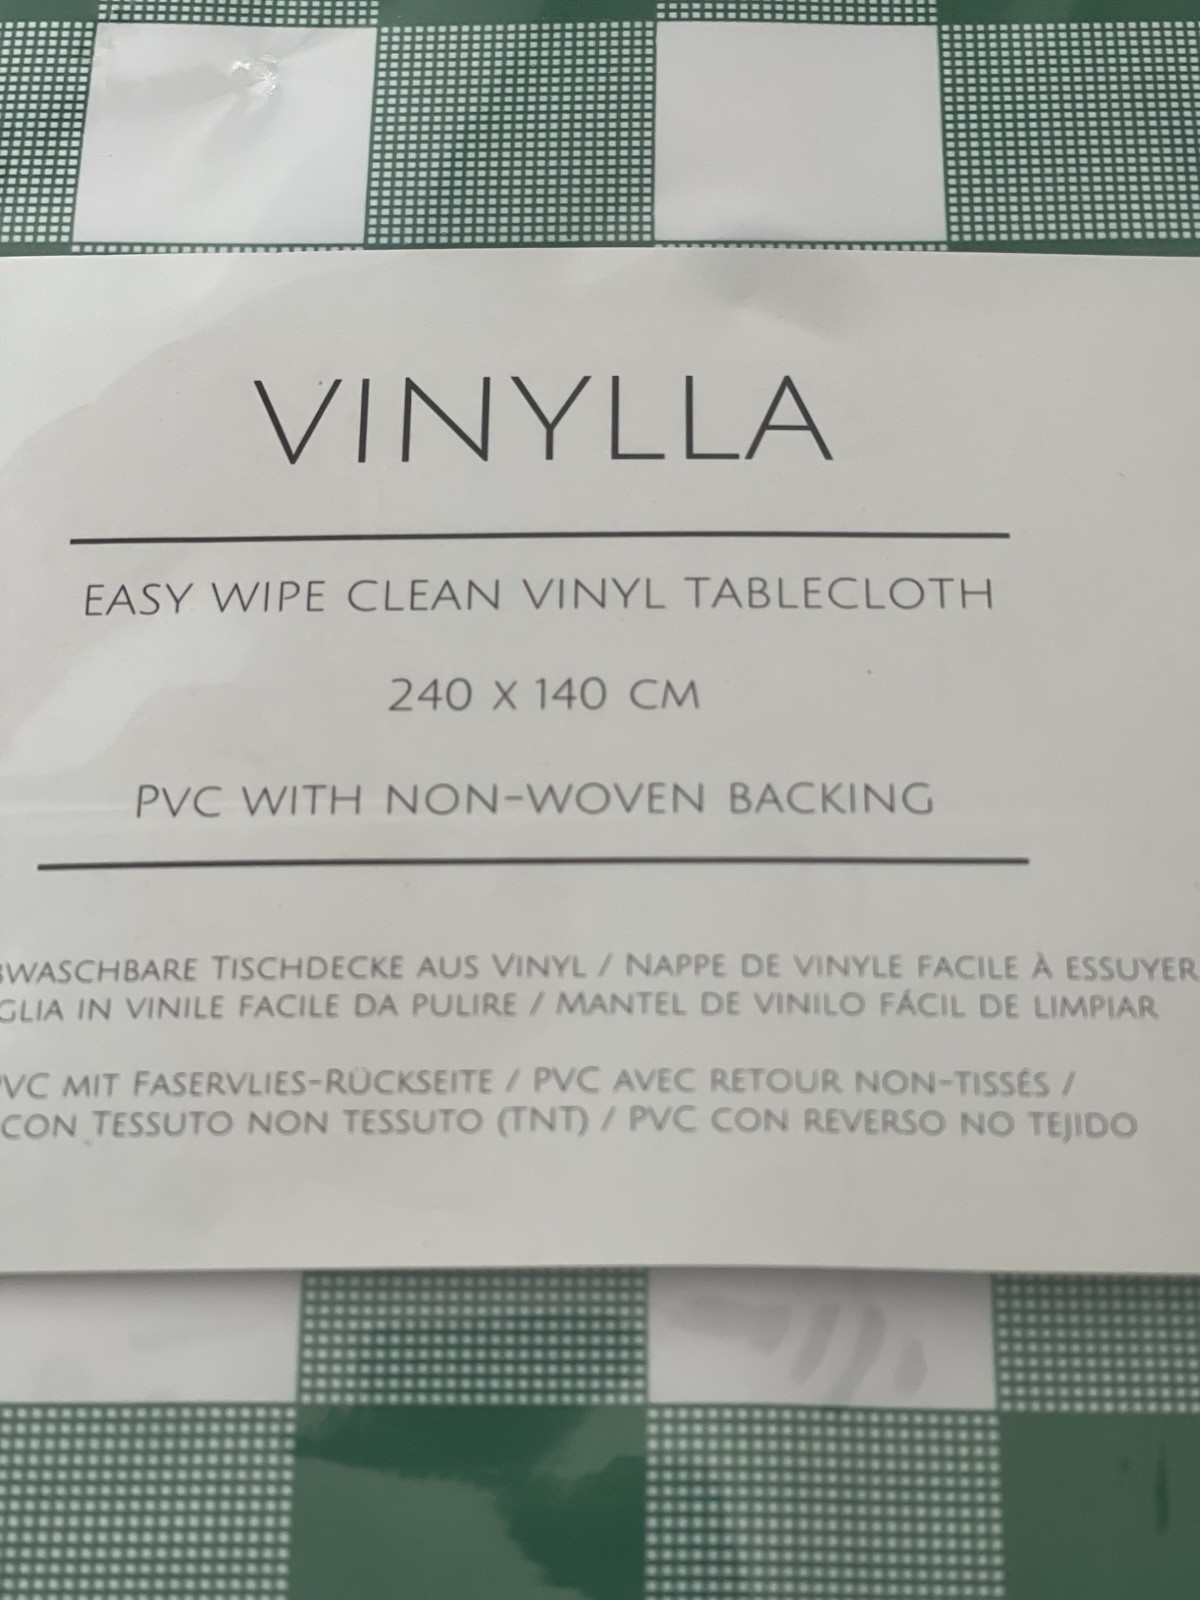 VINYLLA
EASY WIPE CLEAN VINYL TABLECLOTH
240 X 140 CM
PVC WITH NON-WOVEN BACKING
TISCHDECKE AUS VINYL / NAPPE DE VINYLE FACILE À ESSUYER
IN VINILE FACILE DA PULIRE / MANTEL DE VINILO FÁCIL DE LIMPIAR
MIT FASERVLIES-RÜCKSEITE / PVC AVEC RETOUR NON-TISSÉS /
CON TESSUTO NON TESSUTO (TNT) / PVC CON REVERSO NO TEJIDO